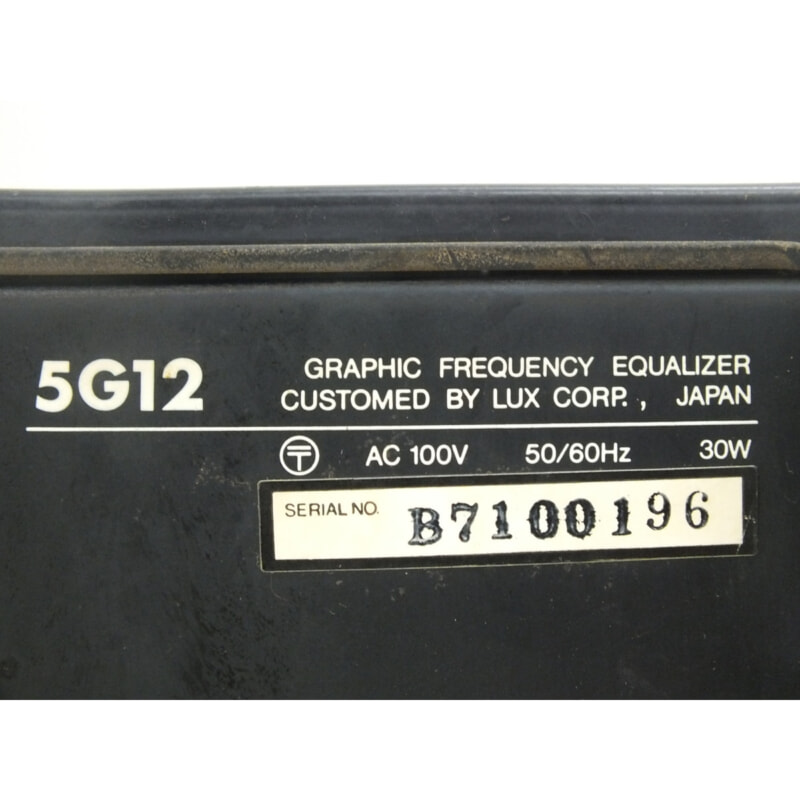 5G12
GRAPHIC FREQUENCY EQUALIZER
CUSTOMED BY LUX CORP., JAPAN
〒 AC 100V 50/60Hz 30W
SERIAL NO. B7100196